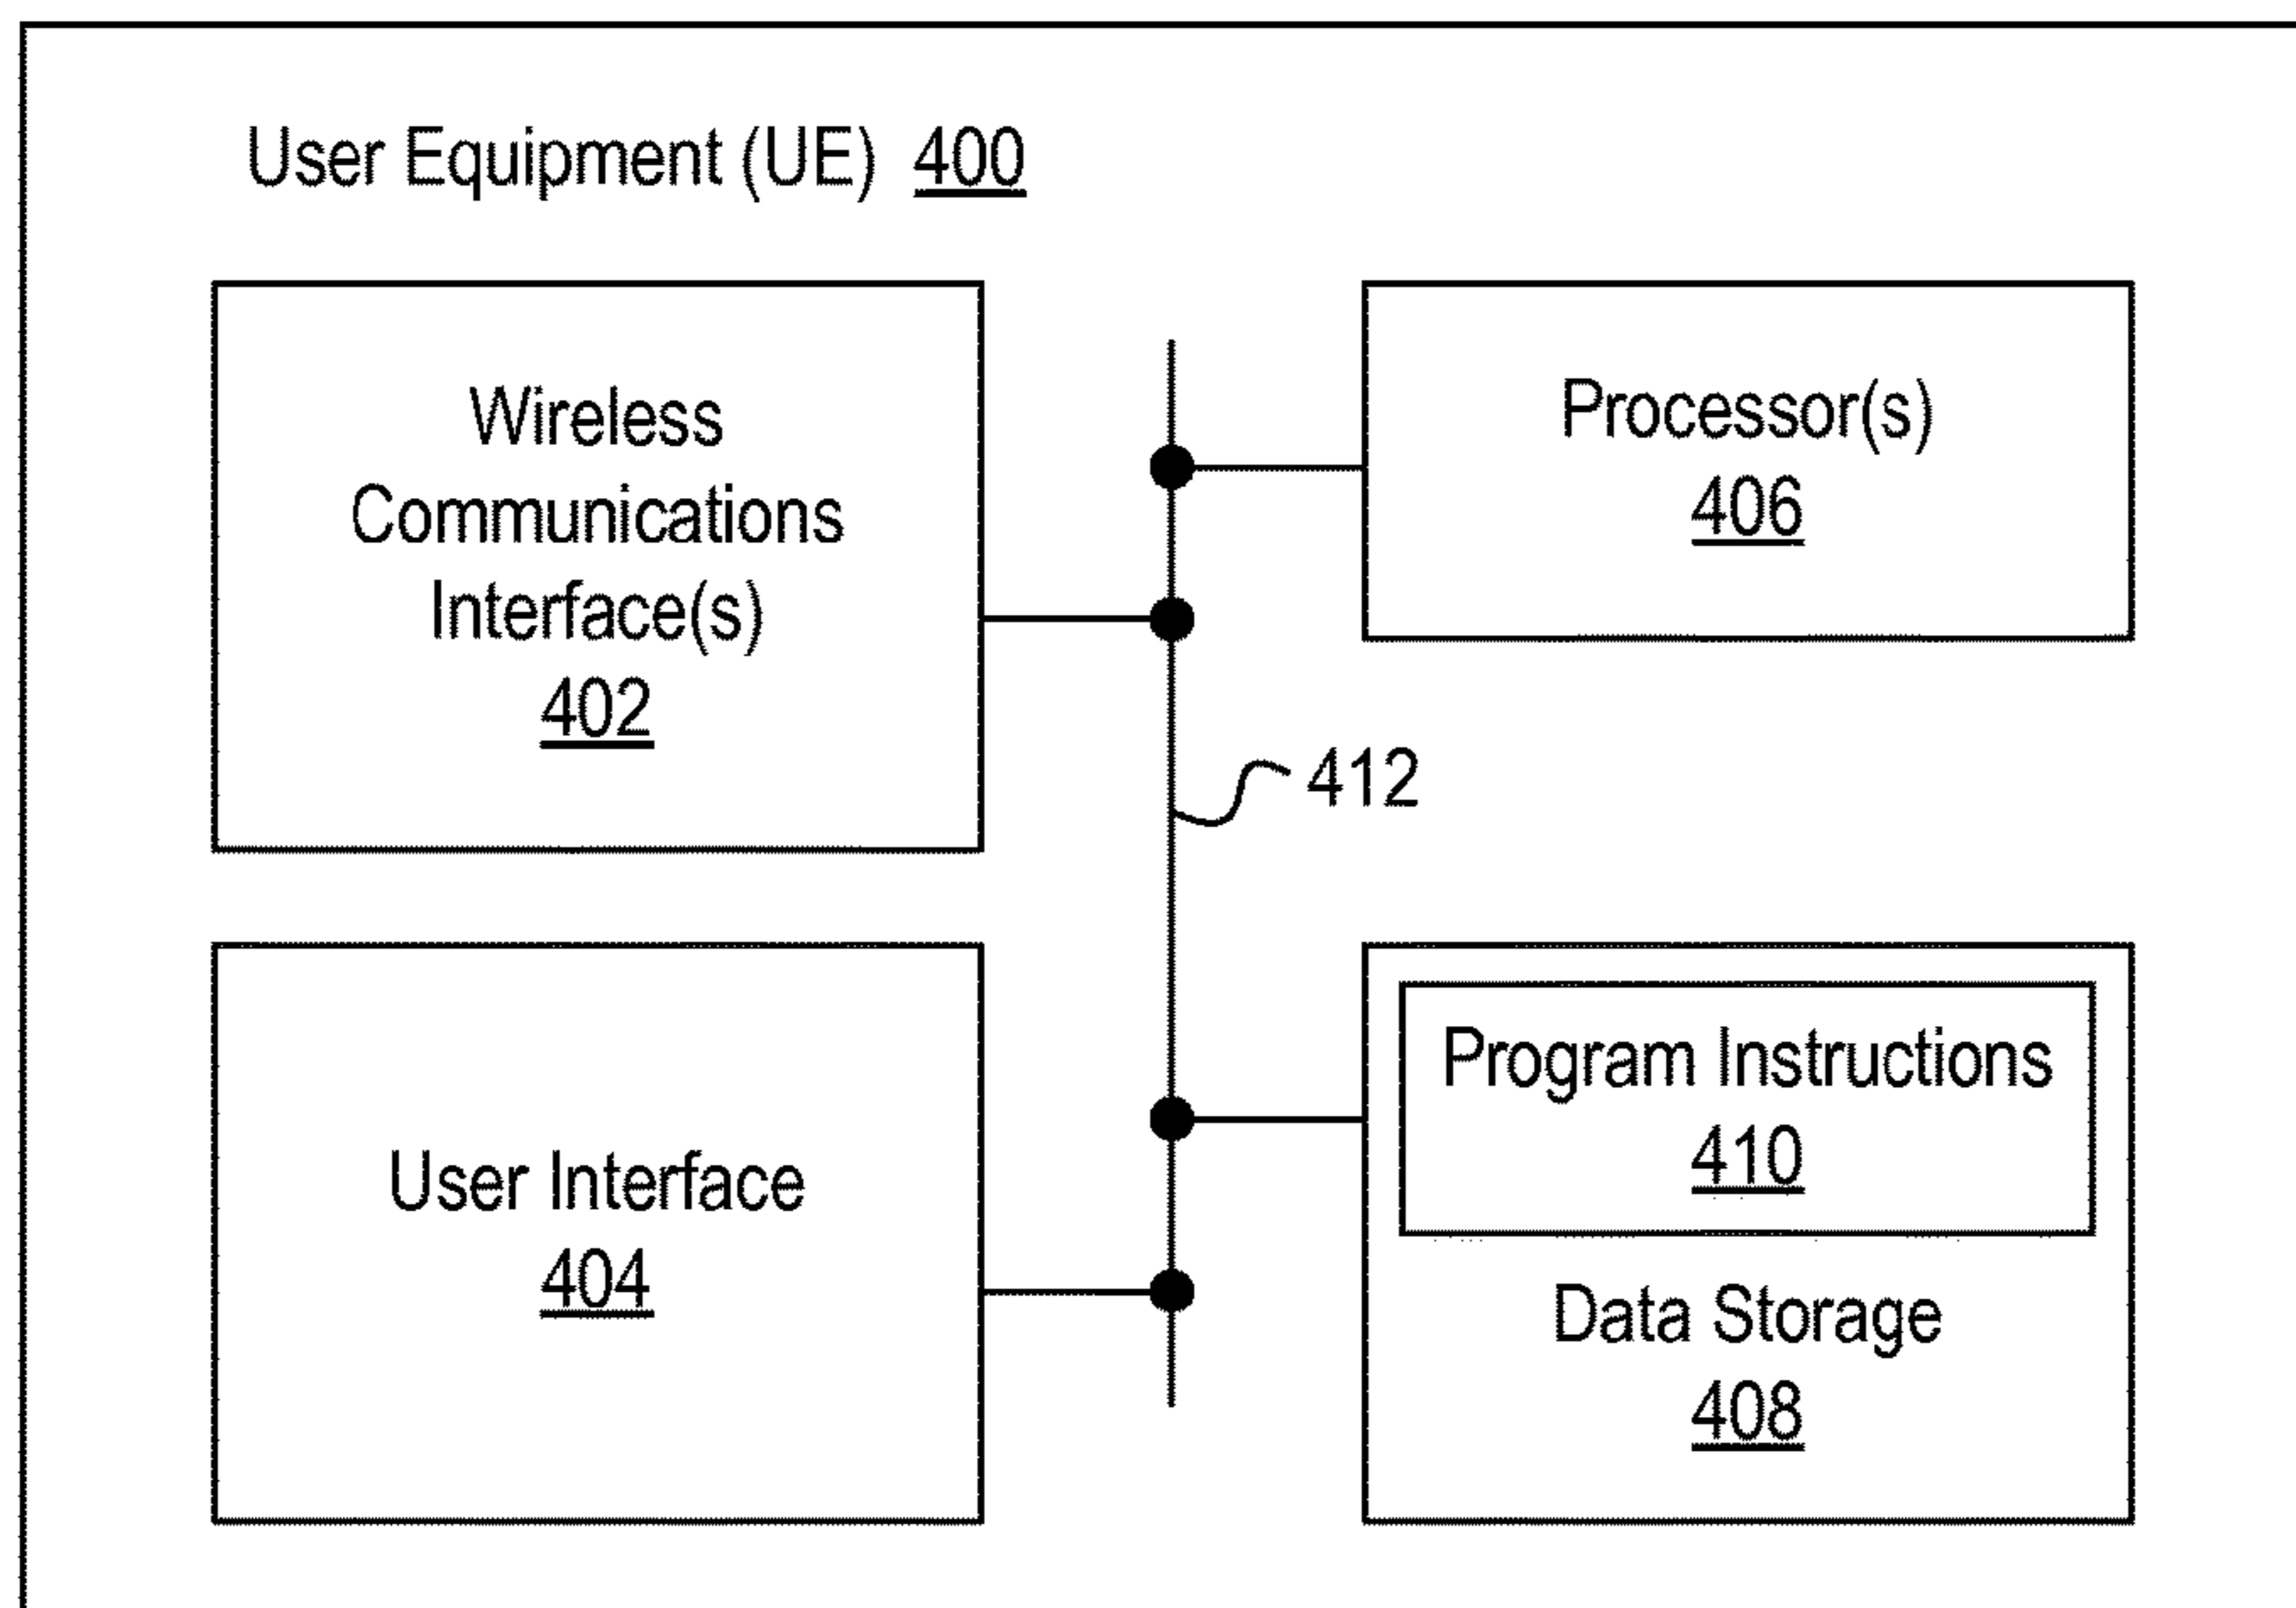 User Equipment (UE) 400
Wireless
Communications
Interface(s)
402
Processor(s)
406
412
User Interface
404
Program Instructions
410
Data Storage
408